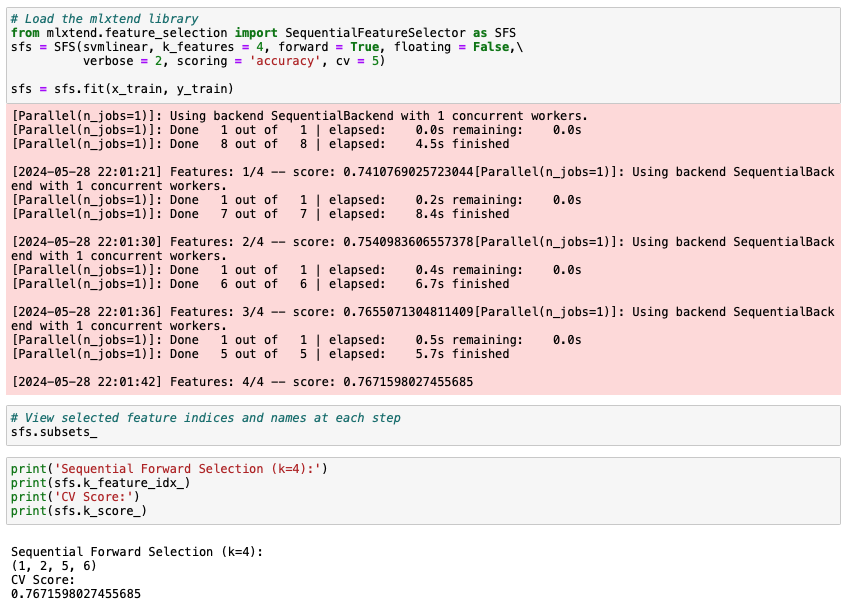 # Load the mlxtend library
from mlxtend.feature_selection import SequentialFeatureSelector as SFS
sfs = SFS(svmlinear, k_features = 4, forward = True, floating = False,\
          verbose = 2, scoring = 'accuracy', cv = 5)

sfs = sfs.fit(x_train, y_train)

[Parallel(n_jobs=1)]: Using backend SequentialBackend with 1 concurrent workers.
[Parallel(n_jobs=1)]: Done   1 out of   1 | elapsed:    0.0s remaining:    0.0s
[Parallel(n_jobs=1)]: Done   8 out of   8 | elapsed:    4.5s finished

[2024-05-28 22:01:21] Features: 1/4 -- score: 0.7410769025723044[Parallel(n_jobs=1)]: Using backend SequentialBack
end with 1 concurrent workers.
[Parallel(n_jobs=1)]: Done   1 out of   1 | elapsed:    0.2s remaining:    0.0s
[Parallel(n_jobs=1)]: Done   7 out of   7 | elapsed:    8.4s finished

[2024-05-28 22:01:30] Features: 2/4 -- score: 0.7540983606557378[Parallel(n_jobs=1)]: Using backend SequentialBack
end with 1 concurrent workers.
[Parallel(n_jobs=1)]: Done   1 out of   1 | elapsed:    0.4s remaining:    0.0s
[Parallel(n_jobs=1)]: Done   6 out of   6 | elapsed:    6.7s finished

[2024-05-28 22:01:36] Features: 3/4 -- score: 0.7655071304811409[Parallel(n_jobs=1)]: Using backend SequentialBack
end with 1 concurrent workers.
[Parallel(n_jobs=1)]: Done   1 out of   1 | elapsed:    0.5s remaining:    0.0s
[Parallel(n_jobs=1)]: Done   5 out of   5 | elapsed:    5.7s finished

[2024-05-28 22:01:42] Features: 4/4 -- score: 0.7671598027455685

# View selected feature indices and names at each step
sfs.subsets_

print('Sequential Forward Selection (k=4):')
print(sfs.k_feature_idx_)
print('CV Score:')
print(sfs.k_score_)

Sequential Forward Selection (k=4):
(1, 2, 5, 6)
CV Score:
0.7671598027455685